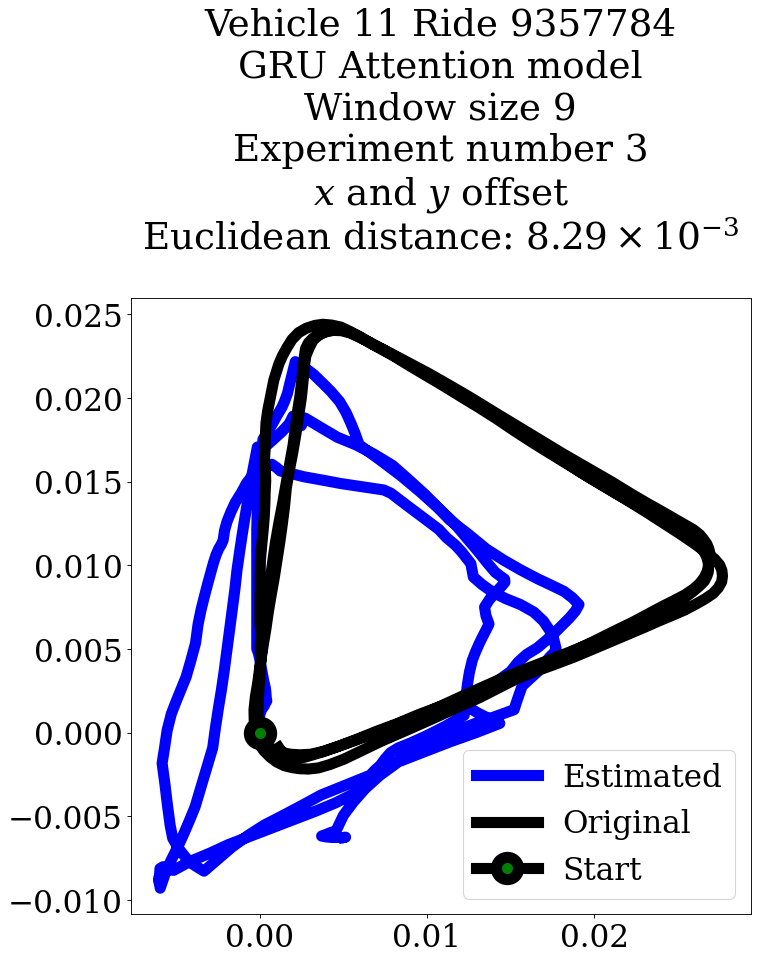 Vehicle 11 Ride 9357784
GRU Attention model
Window size 9
Experiment number 3
x and y offset
Euclidean distance: 8.29 × 10⁻³
0.025
0.020
0.015
0.010
0.005
0.000
−0.005
−0.010
Estimated
Original
Start
0.00 0.01 0.02